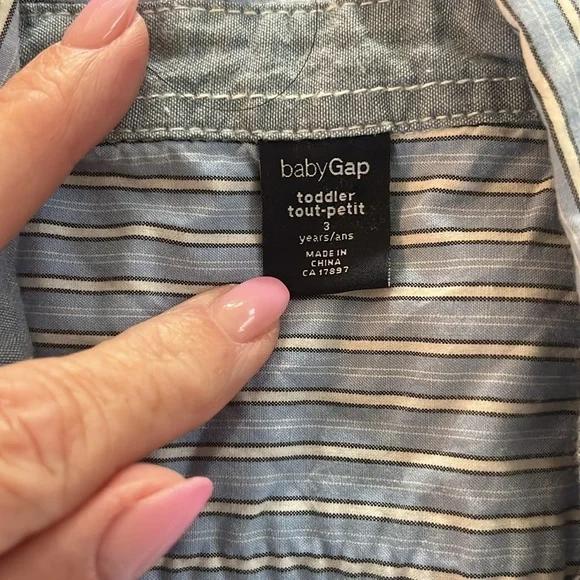 babyGap
toddler
tout-petit
3
years/ans
MADE IN
CHINA
CA 17897